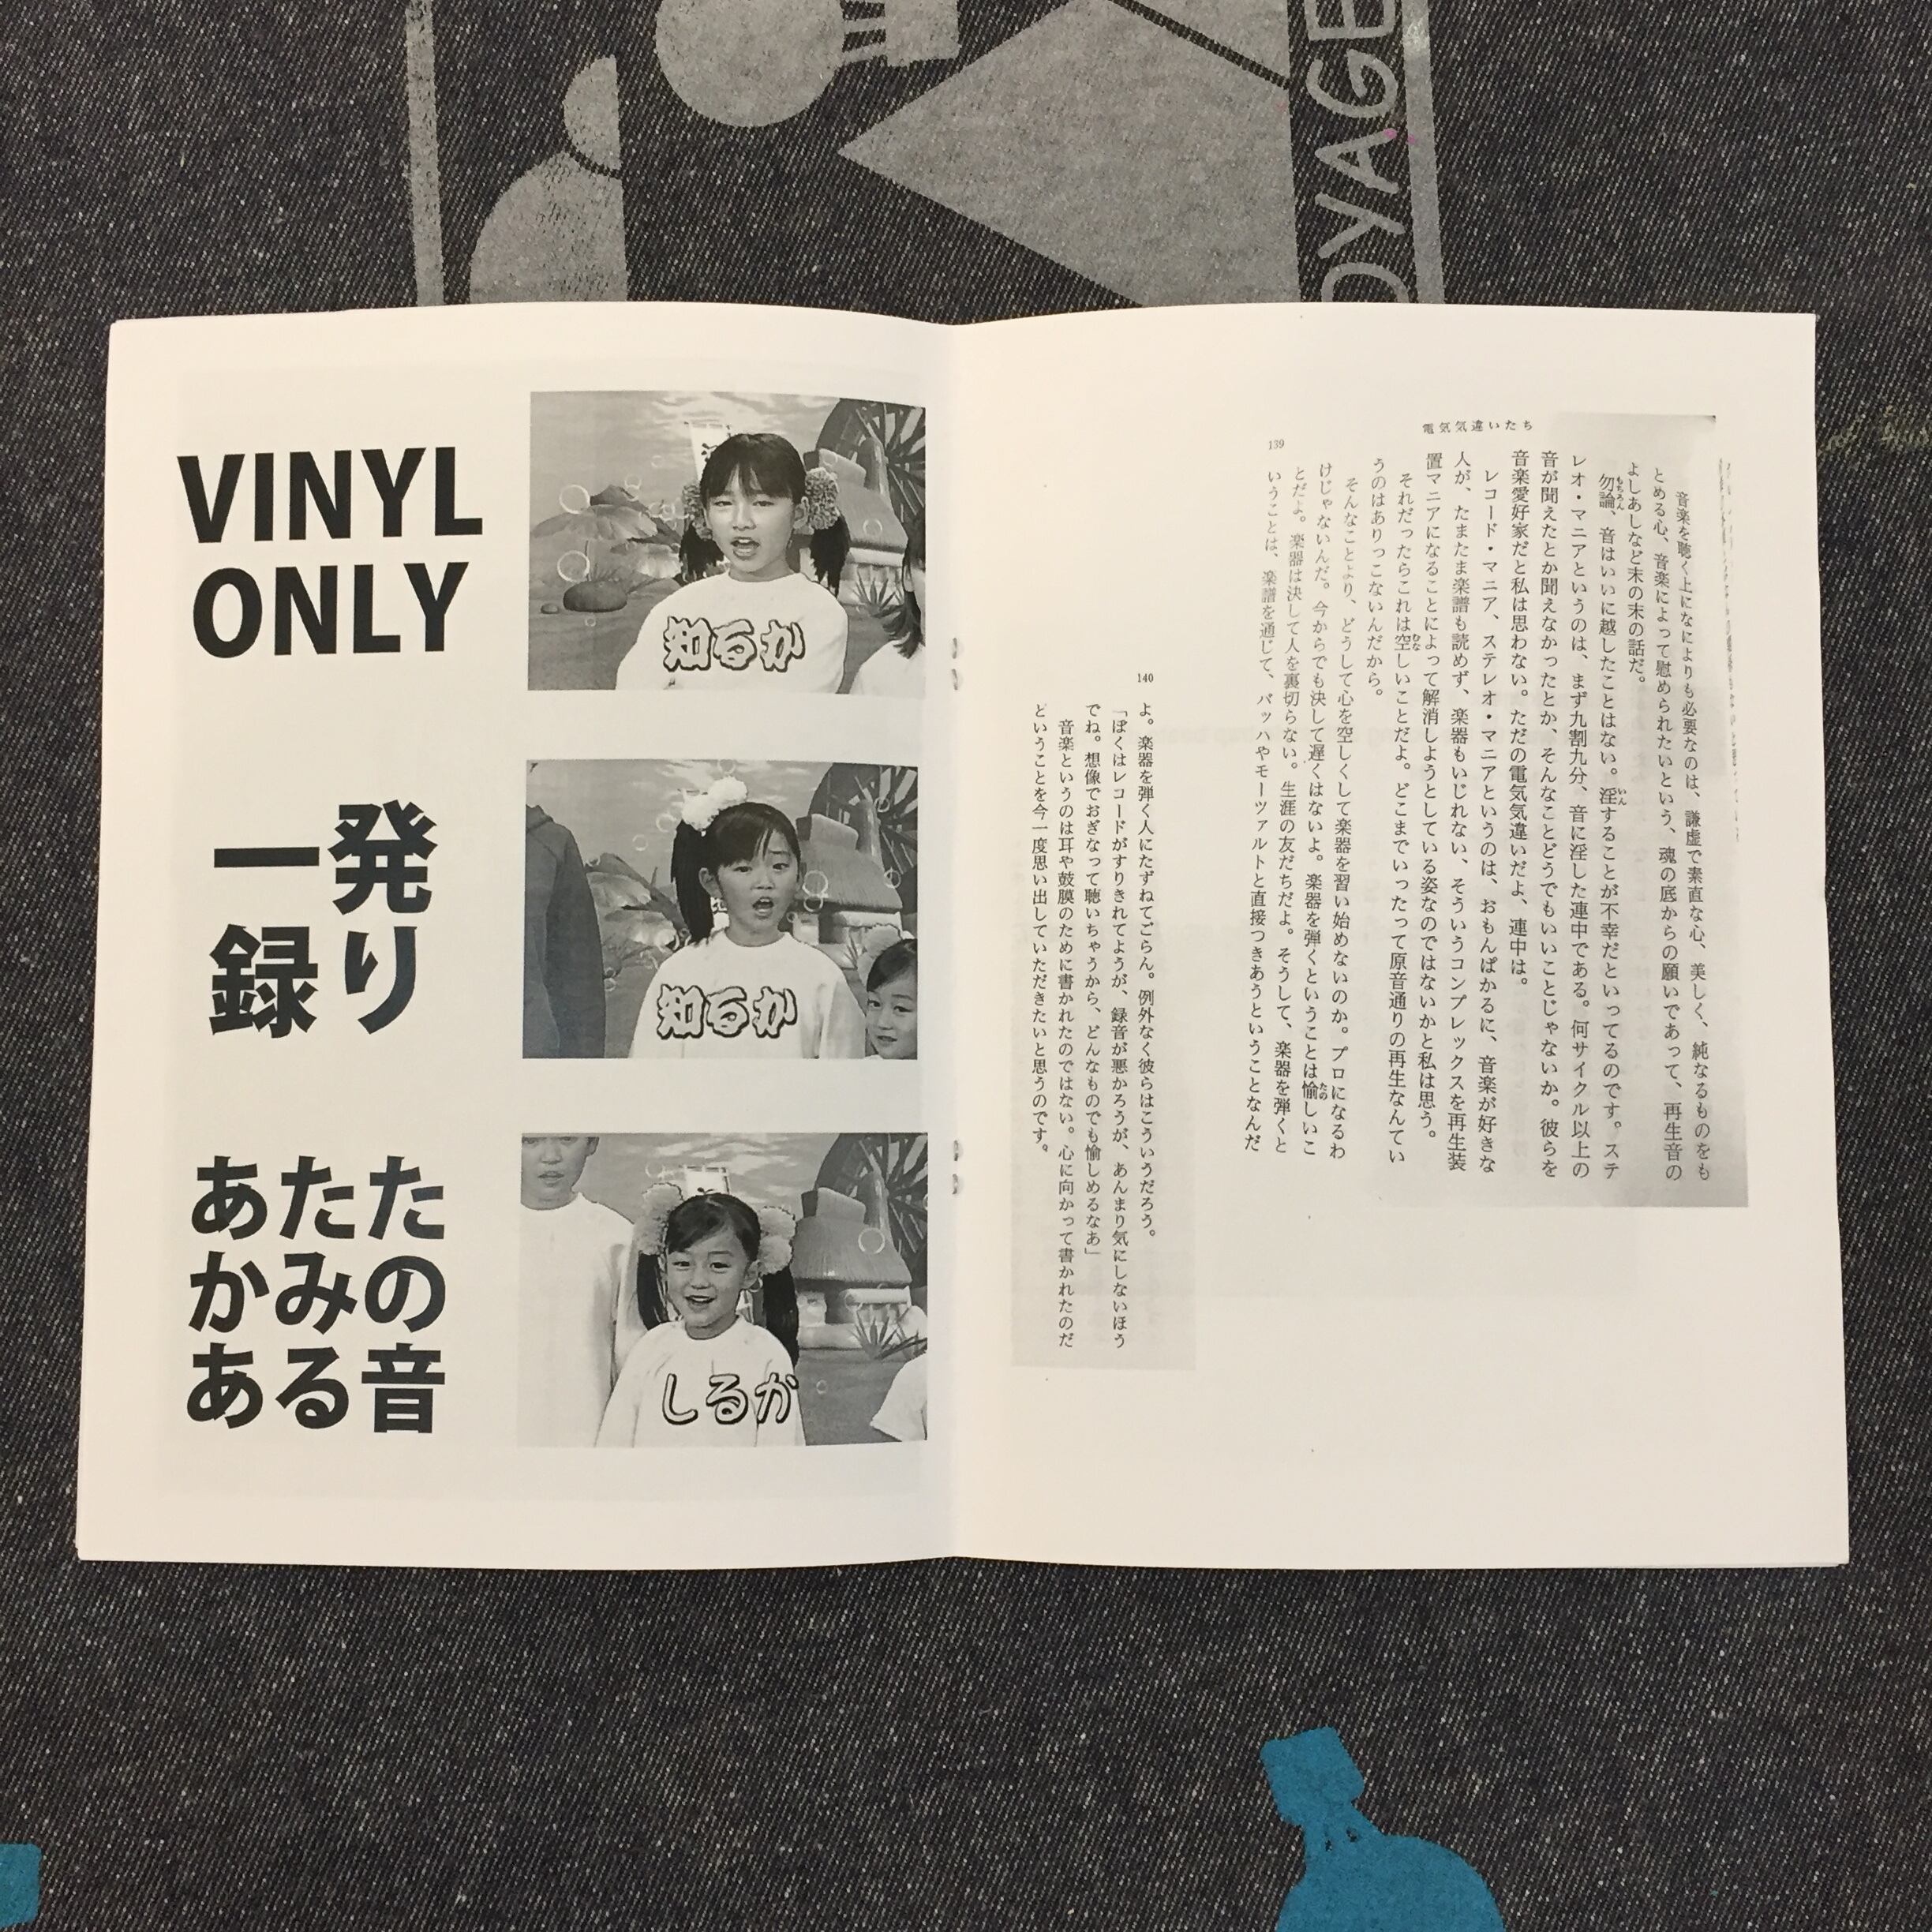 OYAGE
VINYL
ONLY
知るか
一発
録り
知るか
あたた
かみの
ある音
しるか
電気気違いたち
139
音楽を聴く上になによりも必要なのは、謙虚で素直な心、美しく、純なるものをも
とめる心、音楽によって慰められたいという、魂の底からの願いであって、再生音の
よしあしなど末の末の話だ。
もちろん
いん
勿論、音はいいに越したことはない。淫することが不幸だといってるのです。ステ
レオ・マニアというのは、まず九割九分、音に淫した連中である。何サイクル以上の
音が聞えたとか聞えなかったとか、そんなことどうでもいいことじゃないか。彼らを
音楽愛好家だと私は思わない。ただの電気気違いだよ、連中は。
レコード・マニア、ステレオ・マニアというのは、おもんぱかるに、音楽が好きな
人が、たまたま楽譜も読めず、楽器もいじれない、そういうコンプレックスを再生装
置マニアになることによって解消しようとしている姿なのではないかと私は思う。
むな
それだったらこれは空しいことだよ。どこまでいったって原音通りの再生なんてい
うのはありっこないんだから。
そんなことより、どうして心を空しくして楽器を習い始めないのか。プロになるわ
たの
けじゃないんだ。今からでも決して遅くはないよ。楽器を弾くということは愉しいこ
とだよ。楽器は決して人を裏切らない。生涯の友だちだよ。そうして、楽器を弾くと
いうことは、楽譜を通じて、バッハやモーツァルトと直接つきあうということなんだ
140
よ。楽器を弾く人にたずねてごらん。例外なく彼らはこういうだろう。
「ぼくはレコードがすりきれてようが、録音が悪かろうが、あんまり気にしないほう
でね。想像でおぎなって聴いちゃうから、どんなものでも愉しめるなあ」
音楽というのは耳や鼓膜のために書かれたのではない。心に向かって書かれたのだ
ということを今一度思い出していただきたいと思うのです。